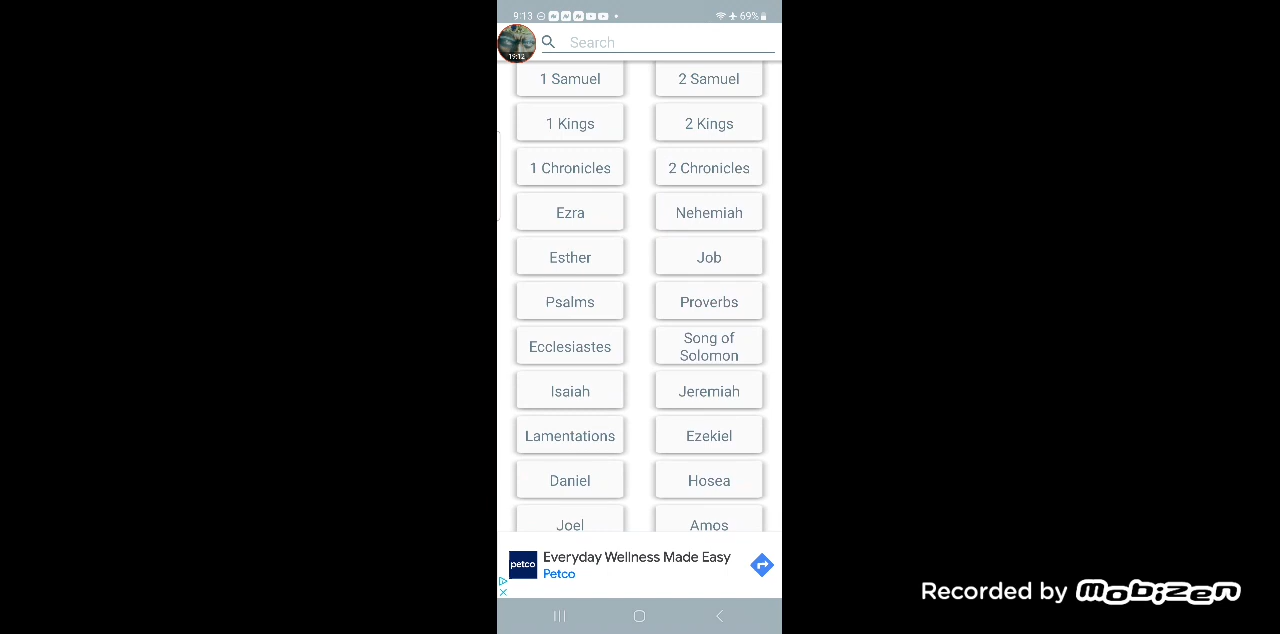 9:13
69%
19:12
Search
1 Samuel
2 Samuel
1 Kings
2 Kings
1 Chronicles
2 Chronicles
Ezra
Nehemiah
Esther
Job
Psalms
Proverbs
Ecclesiastes
Song of
Solomon
Isaiah
Jeremiah
Lamentations
Ezekiel
Daniel
Hosea
Joel
Amos
petco
Everyday Wellness Made Easy
Petco
Recorded by Mobizen